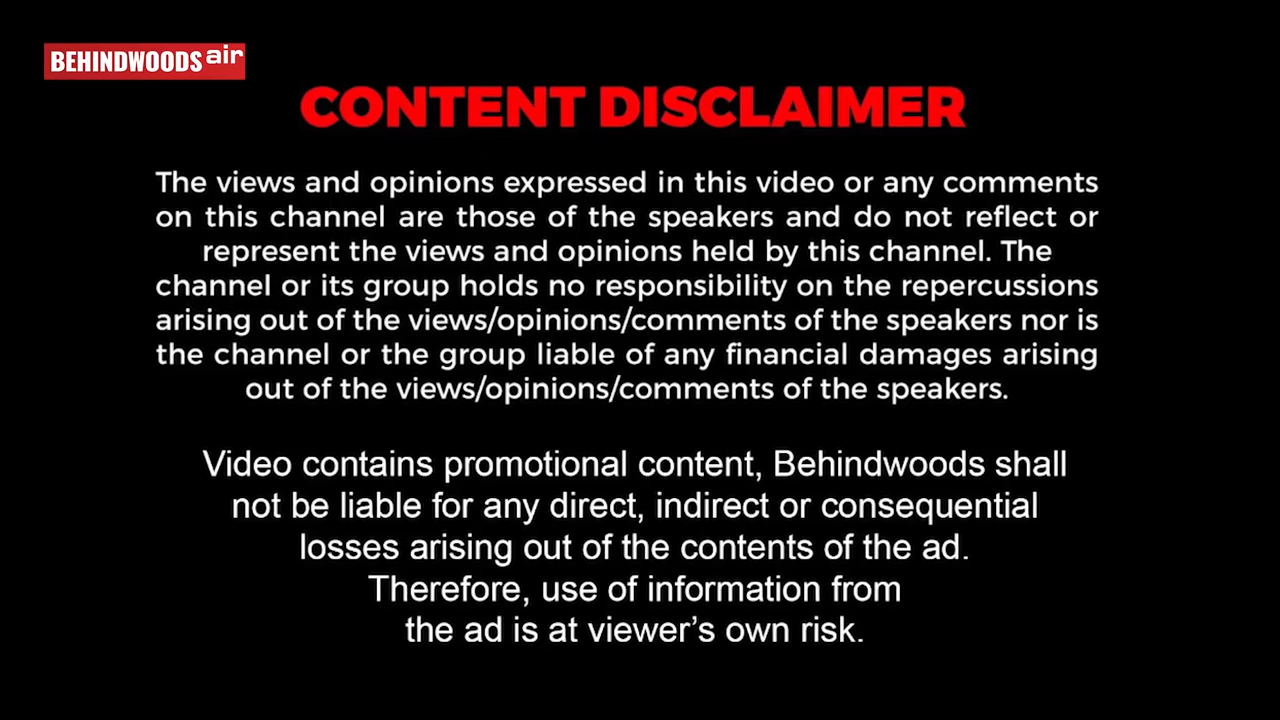 BEHINDWOODS air
CONTENT DISCLAIMER
The views and opinions expressed in this video or any comments
on this channel are those of the speakers and do not reflect or
represent the views and opinions held by this channel. The
channel or its group holds no responsibility on the repercussions
arising out of the views/opinions/comments of the speakers nor is
the channel or the group liable of any financial damages arising
out of the views/opinions/comments of the speakers.
Video contains promotional content, Behindwoods shall
not be liable for any direct, indirect or consequential
losses arising out of the contents of the ad.
Therefore, use of information from
the ad is at viewer’s own risk.